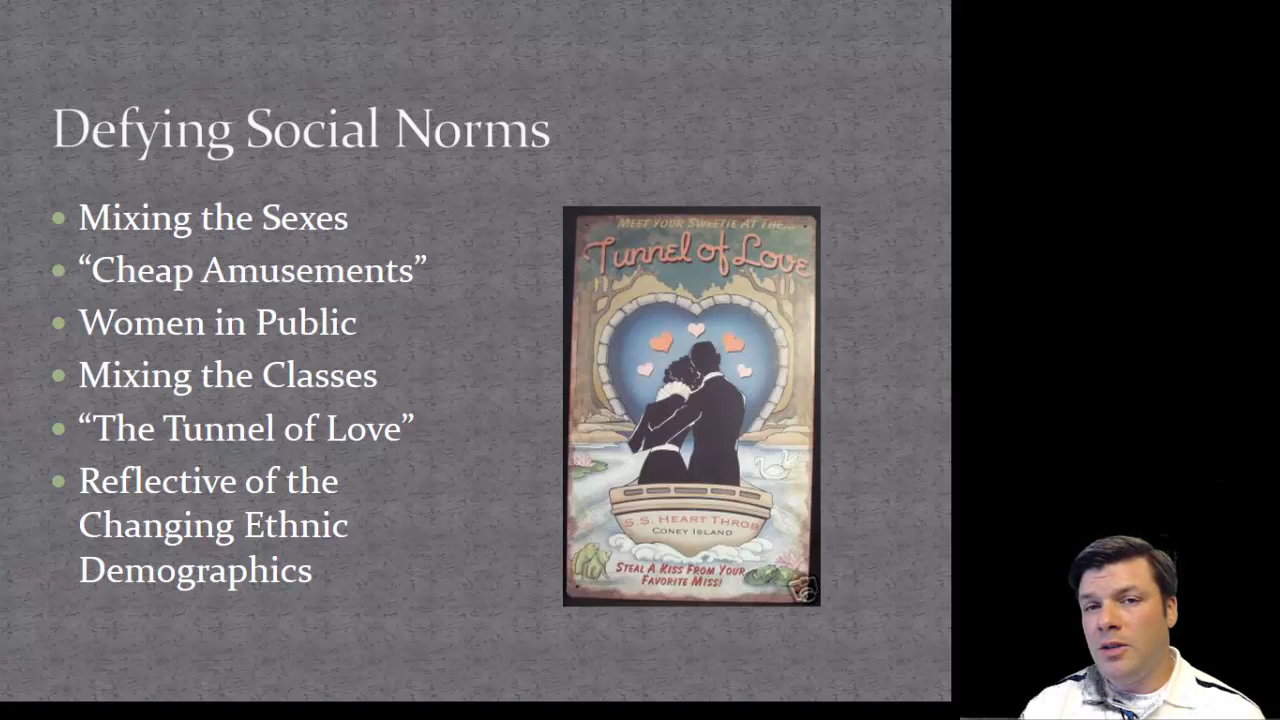 Defying Social Norms
Mixing the Sexes
“Cheap Amusements”
Women in Public
Mixing the Classes
“The Tunnel of Love”
Reflective of the
Changing Ethnic
Demographics
MEET YOUR SWEETIE AT THE...
Tunnel of Love
S.S. HEART THROB
CONEY ISLAND
STEAL A KISS FROM YOUR
FAVORITE MISS!